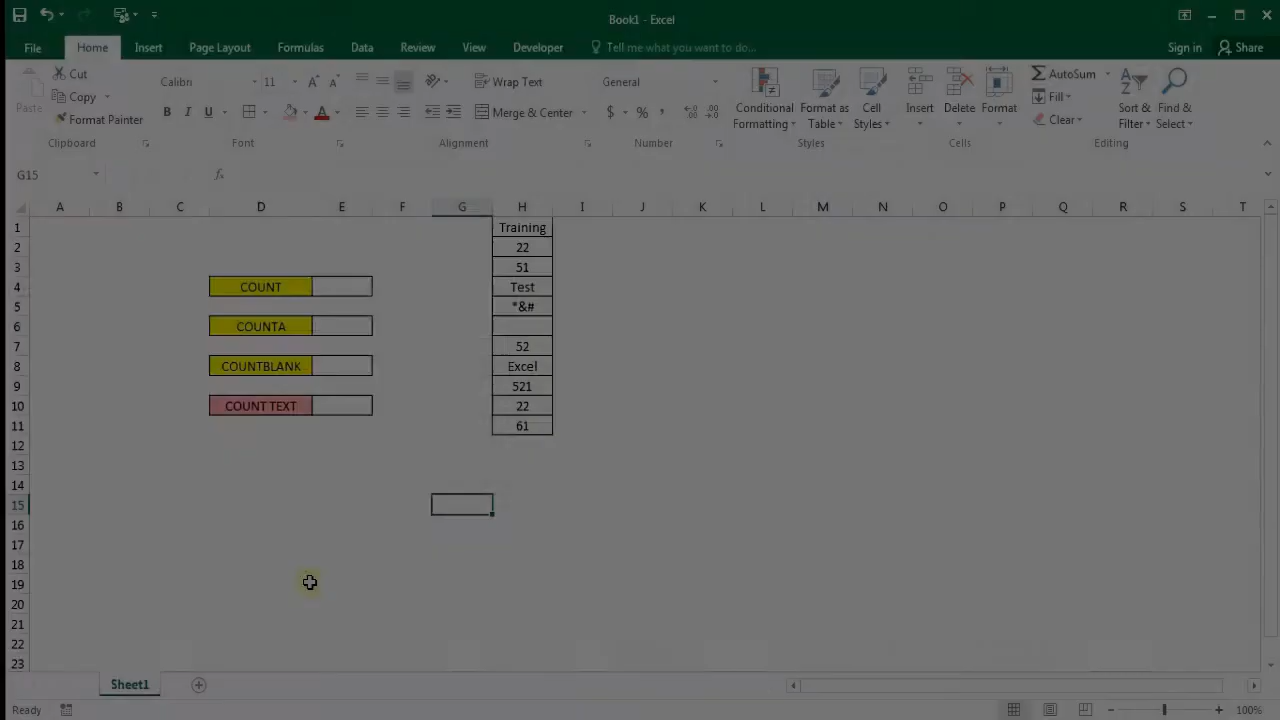 Book1 - Excel
File Home Insert Page Layout Formulas Data Review View Developer Tell me what you want to do... Sign in Share
Cut
Copy
Format Painter
Paste
Clipboard
Calibri 11
B I U A
Font
Wrap Text
Merge & Center
Alignment
General
$ % ,
Number
Conditional Formatting
Format as Table
Cell Styles
Styles
Insert Delete Format
Cells
AutoSum
Fill
Clear
Sort & Filter
Find & Select
Editing
G15 fx
A B C D E F G H I J K L M N O P Q R S T
1 Training
2 22
3 51
4 COUNT Test
5 *&#
6 COUNTA
7 52
8 COUNTBLANK Excel
9 521
10 COUNT TEXT 22
11 61
12
13
14
15
16
17
18
19
20
21
22
23
Sheet1
Ready 100%